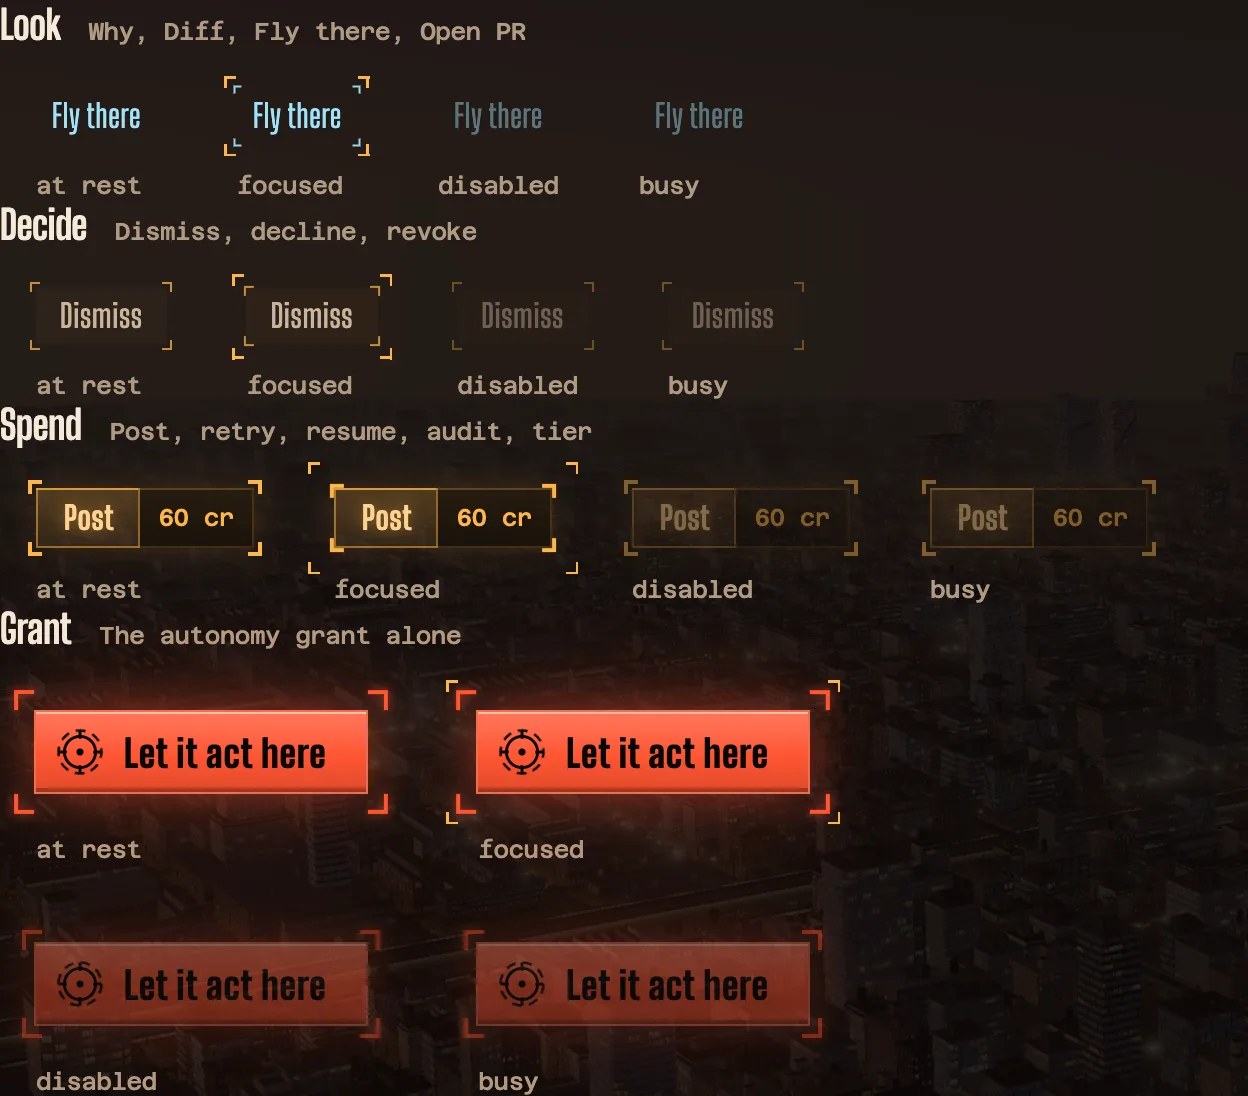 Look Why, Diff, Fly there, Open PR
Fly there Fly there Fly there Fly there
at rest focused disabled busy
Decide Dismiss, decline, revoke
Dismiss Dismiss Dismiss Dismiss
at rest focused disabled busy
Spend Post, retry, resume, audit, tier
Post 60 cr Post 60 cr Post 60 cr Post 60 cr
at rest focused disabled busy
Grant The autonomy grant alone
Let it act here Let it act here
at rest focused
Let it act here Let it act here
disabled busy